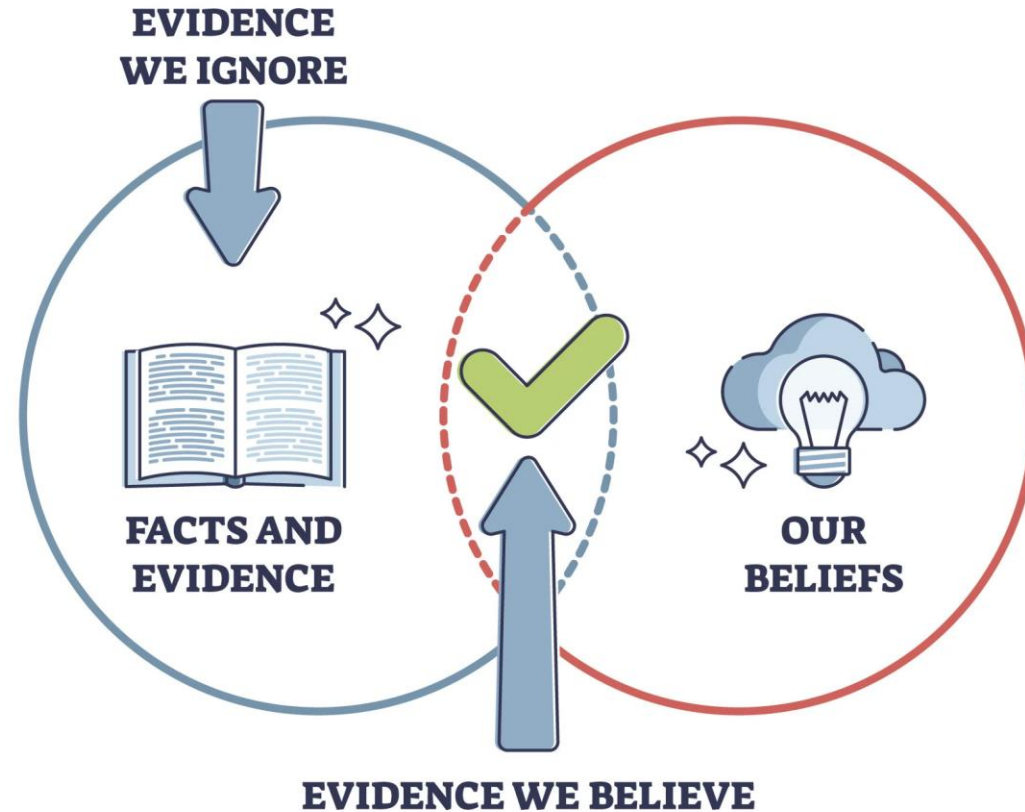 EVIDENCE
WE IGNORE
FACTS AND
EVIDENCE
OUR
BELIEFS
EVIDENCE WE BELIEVE